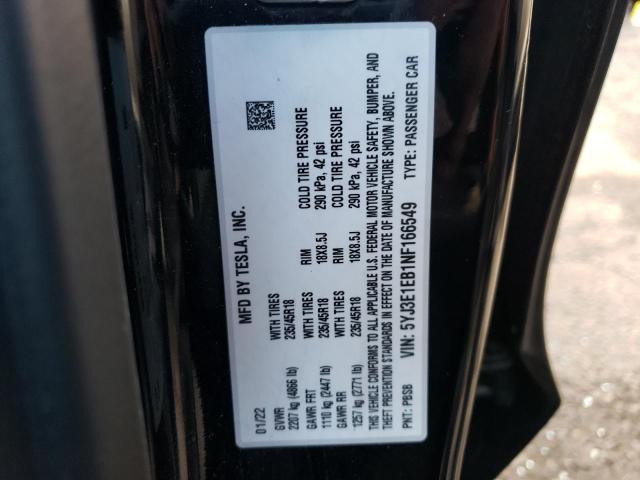 MFD BY TESLA, INC.
01/22
GVWR WITH TIRES RIM COLD TIRE PRESSURE
2207 kg (4866 lb) 235/45R18 18X8.5J 290 kPa, 42 psi
GAWR FRT WITH TIRES RIM COLD TIRE PRESSURE
1110 kg (2447 lb) 235/45R18 18X8.5J 290 kPa, 42 psi
GAWR RR
1257 kg (2771 lb) 235/45R18
THIS VEHICLE CONFORMS TO ALL APPLICABLE U.S. FEDERAL MOTOR VEHICLE SAFETY, BUMPER, AND
THEFT PREVENTION STANDARDS IN EFFECT ON THE DATE OF MANUFACTURE SHOWN ABOVE.
VIN: 5YJ3E1EB1NF166549
PNT: PBSB TYPE: PASSENGER CAR